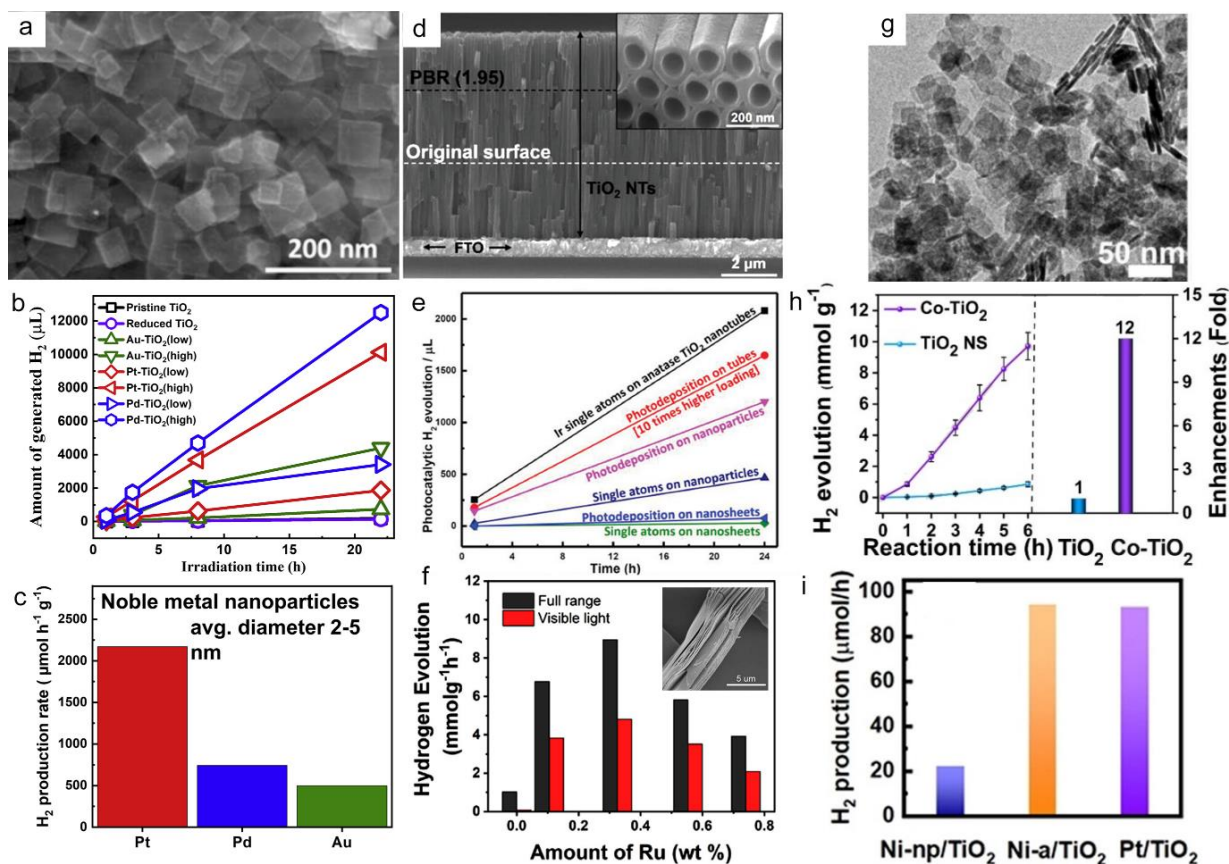 a
200 nm
b
Amount of generated H₂ (µL)
12000
10000
8000
6000
4000
2000
0
Pristine TiO₂
Reduced TiO₂
Au-TiO₂(low)
Au-TiO₂(high)
Pt-TiO₂(low)
Pt-TiO₂(high)
Pd-TiO₂(low)
Pd-TiO₂(high)
0 5 10 15 20
Irradiation time (h)
c
H₂ production rate ( µmol h⁻¹ g⁻¹)
2500
2000
1500
1000
500
0
Noble metal nanoparticles
avg. diameter 2-5
nm
Pt Pd Au
d
PBR (1.95)
Original surface
TiO₂ NTs
FTO
2 µm
200 nm
e
Photocatalytic H₂ evolution / µL
2000
1500
1000
500
0
Ir single atoms on anatase TiO₂ nanotubes
Photodeposition on tubes
[10 times higher loading]
Photodeposition on nanoparticles
Single atoms on nanoparticles
Photodeposition on nanosheets
Single atoms on nanosheets
0 4 8 12 16 20 24
Time (h)
f
Hydrogen Evolution
(mmolg⁻¹h⁻¹)
12
10
8
6
4
2
0
Full range
Visible light
5 um
0.0 0.2 0.4 0.6 0.8
Amount of Ru (wt %)
g
50 nm
h
H₂ evolution (mmol g⁻¹)
12
10
8
6
4
2
0
Co-TiO₂
TiO₂ NS
1
12
15
12
9
6
3
0
Enhancements (Fold)
0 1 2 3 4 5 6
Reaction time (h) TiO₂ Co-TiO₂
i
H₂ production (µmol/h)
100
80
60
40
20
0
Ni-np/TiO₂ Ni-a/TiO₂ Pt/TiO₂